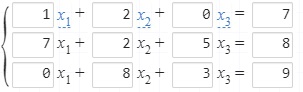 1 x₁ + 2 x₂ + 0 x₃ = 7
7 x₁ + 2 x₂ + 5 x₃ = 8
0 x₁ + 8 x₂ + 3 x₃ = 9